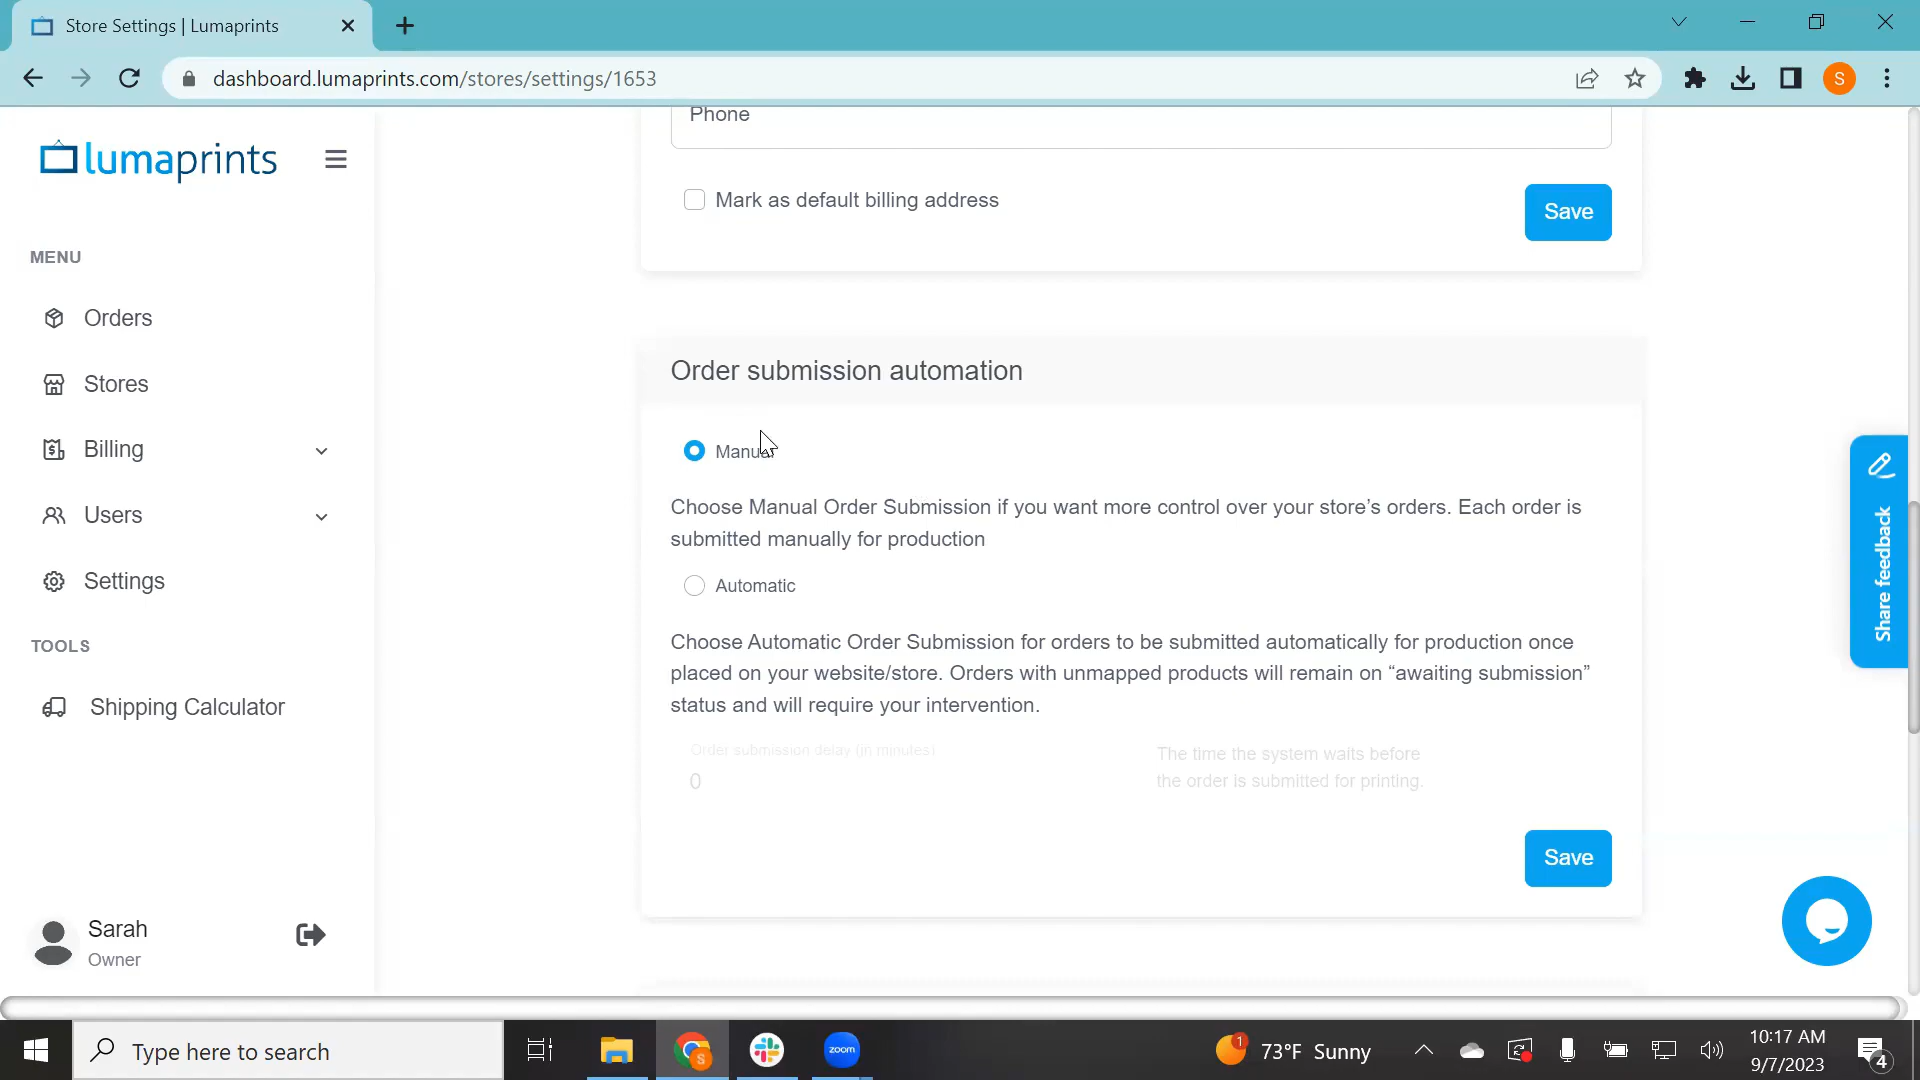 Store Settings | Lumaprints
dashboard.lumaprints.com/stores/settings/1653
S
Phone
lumaprints
Mark as default billing address
Save
MENU
Orders
Stores
Billing
Users
Settings
TOOLS
Shipping Calculator
Order submission automation
Manual
Choose Manual Order Submission if you want more control over your store’s orders. Each order is
submitted manually for production
Automatic
Choose Automatic Order Submission for orders to be submitted automatically for production once
placed on your website/store. Orders with unmapped products will remain on “awaiting submission”
status and will require your intervention.
Order submission delay (in minutes)
0
The time the system waits before
the order is submitted for printing.
Save
Share feedback
Sarah
Owner
Type here to search
S
zoom
1
73°F Sunny
10:17 AM
9/7/2023
4